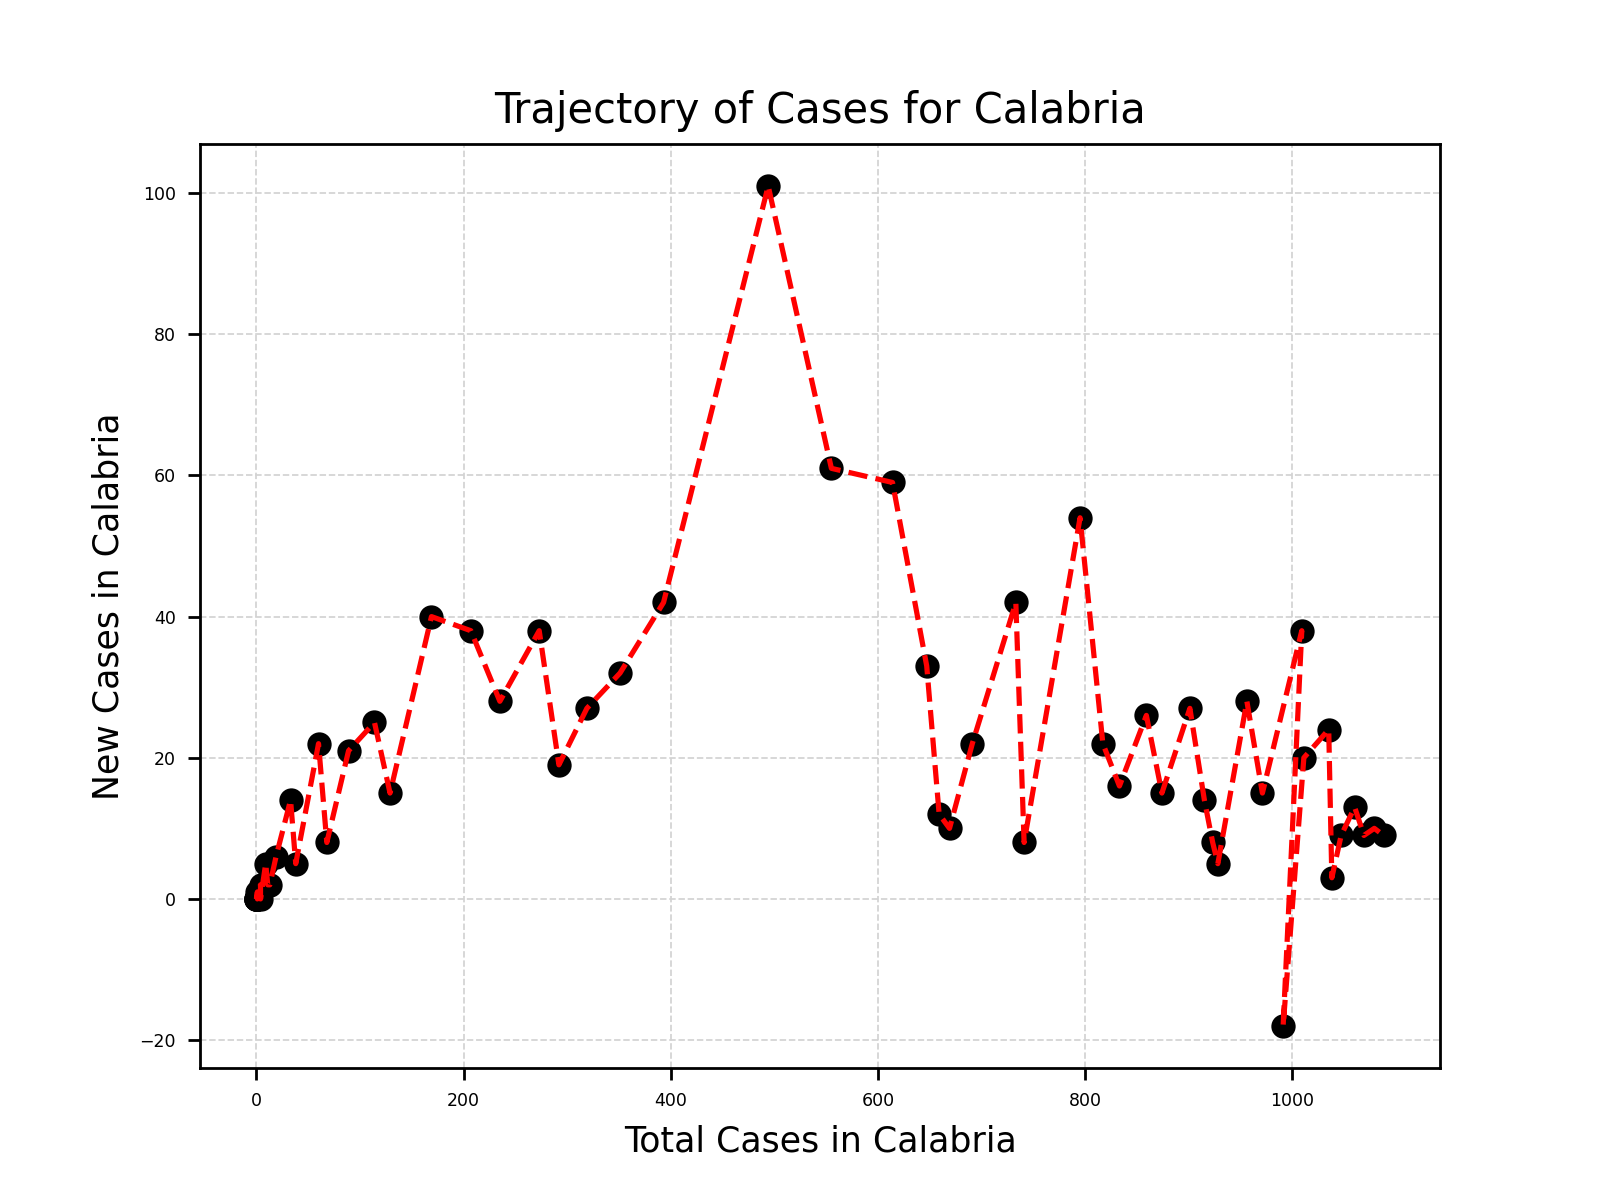 Trajectory of Cases for Calabria
New Cases in Calabria
100
80
60
40
20
0
−20
0 200 400 600 800 1000
Total Cases in Calabria